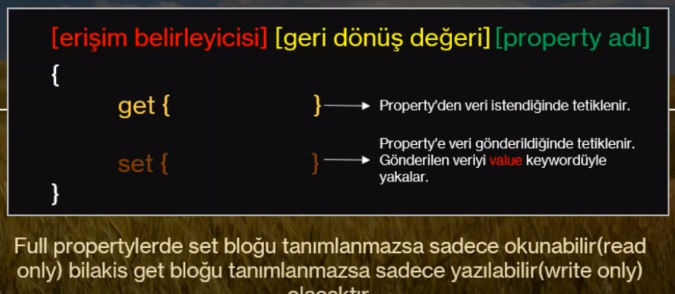 [erişim belirleyicisi] [geri dönüş değeri] [property adı]
{
get { } Property'den veri istendiğinde tetiklenir.
set { } Property'e veri gönderildiğinde tetiklenir.
Gönderilen veriyi value keywordüyle
yakalar.
}
Full propertylerde set bloğu tanımlanmazsa sadece okunabilir(read
only) bilakis get bloğu tanımlanmazsa sadece yazılabilir(write only)